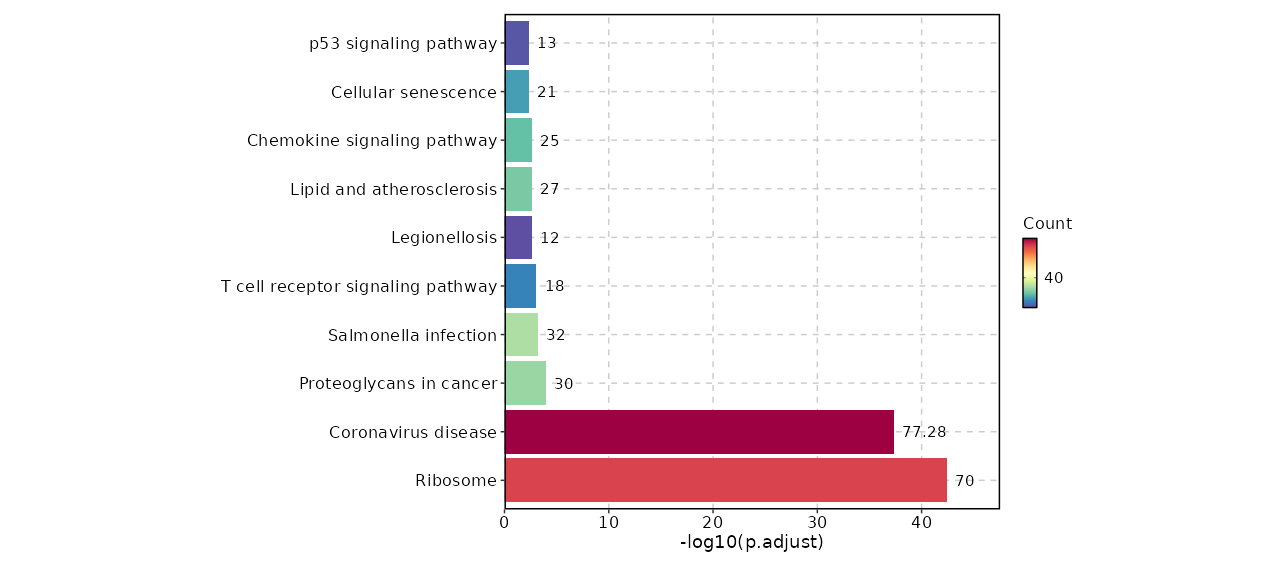 p53 signaling pathway 13
Cellular senescence 21
Chemokine signaling pathway 25
Lipid and atherosclerosis 27
Legionellosis 12
T cell receptor signaling pathway 18
Salmonella infection 32
Proteoglycans in cancer 30
Coronavirus disease 77.28
Ribosome 70
0 10 20 30 40
-log10(p.adjust)
Count
40